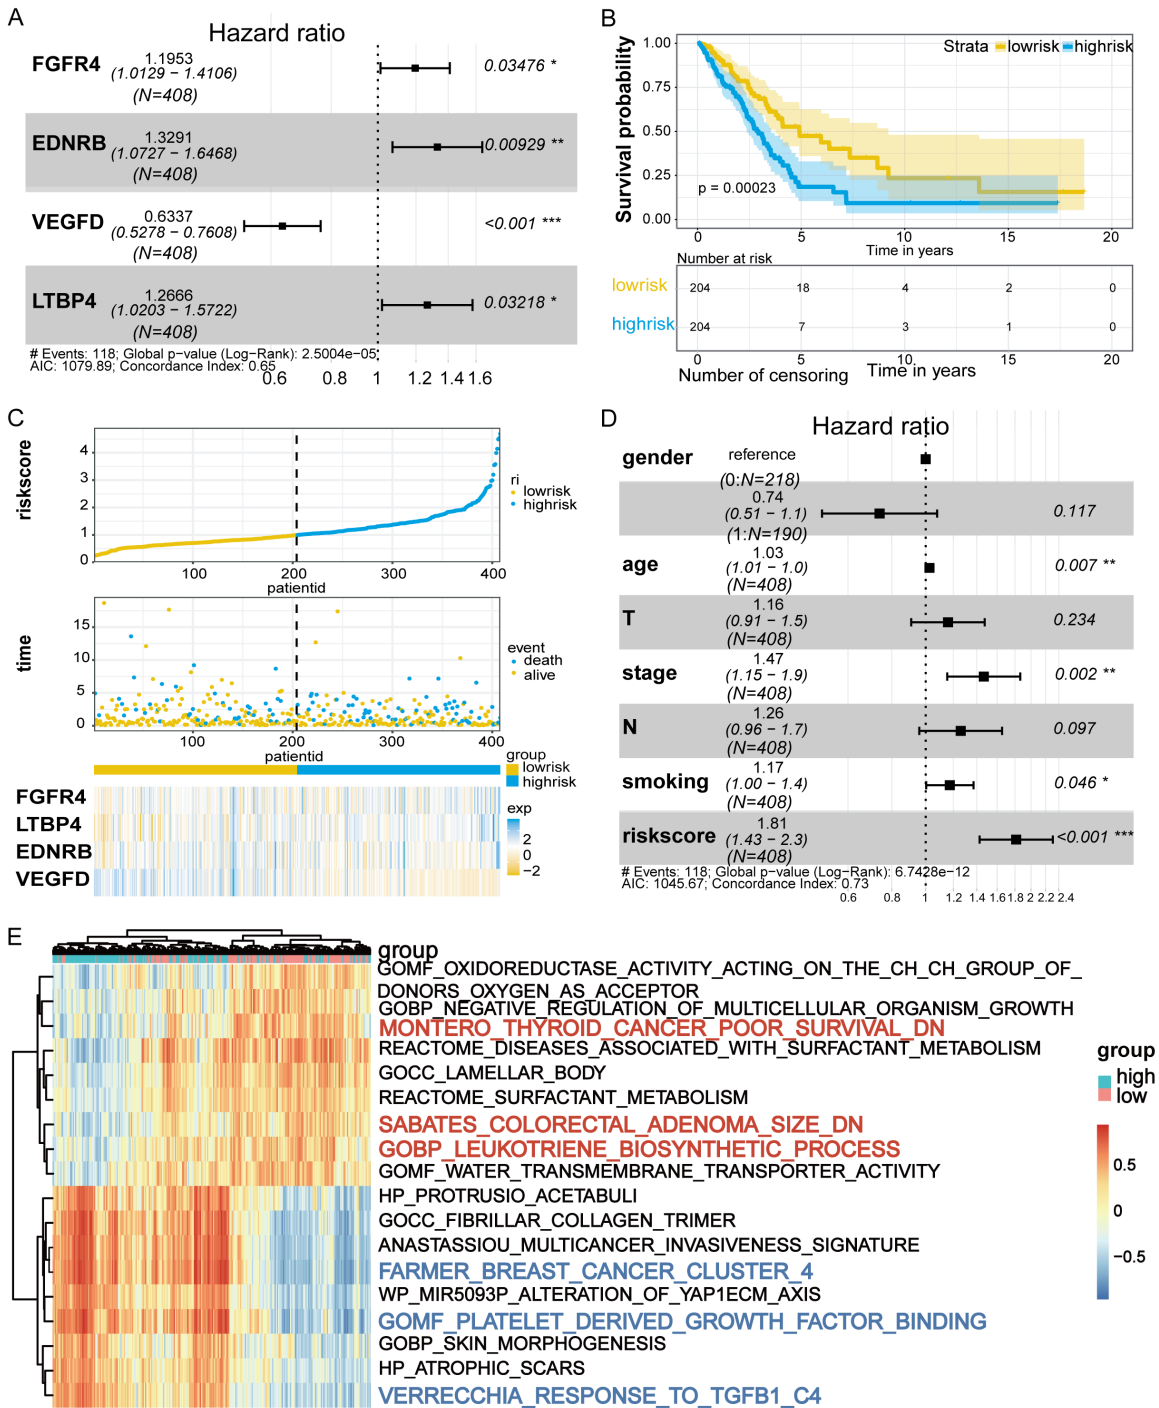 A
Hazard ratio
FGFR4
1.1953
(1.0129 − 1.4106)
(N=408)
0.03476 *
EDNRB
1.3291
(1.0727 − 1.6468)
(N=408)
0.00929 **
VEGFD
0.6337
(0.5278 − 0.7608)
(N=408)
<0.001 ***
LTBP4
1.2666
(1.0203 − 1.5722)
(N=408)
0.03218 *
# Events: 118; Global p−value (Log−Rank): 2.5004e−05
AIC: 1079.89; Concordance Index: 0.65
0.6 0.8 1 1.2 1.4 1.6
B
Survival probability
Strata lowrisk highrisk
1.00
0.75
0.50
0.25
0.00
p = 0.00023
0 5 10 15 20
Time in years
Number at risk
lowrisk 204 18 4 2 0
highrisk 204 7 3 1 0
0 5 10 15 20
Time in years
Number of censoring
C
riskscore
4
3
2
1
0
100 200 300 400
patientid
ri
lowrisk
highrisk
time
15
10
5
0
100 200 300 400
patientid
event
death
alive
group
lowrisk
highrisk
FGFR4
LTBP4
EDNRB
VEGFD
exp
2
0
−2
D
Hazard ratio
gender
reference
(0:N=218)
0.74
(0.51 − 1.1)
(1:N=190)
0.117
age
1.03
(1.01 − 1.0)
(N=408)
0.007 **
T
1.16
(0.91 − 1.5)
(N=408)
0.234
stage
1.47
(1.15 − 1.9)
(N=408)
0.002 **
N
1.26
(0.96 − 1.7)
(N=408)
0.097
smoking
1.17
(1.00 − 1.4)
(N=408)
0.046 *
riskscore
1.81
(1.43 − 2.3)
(N=408)
<0.001 ***
# Events: 118; Global p−value (Log−Rank): 6.7428e−12
AIC: 1045.67; Concordance Index: 0.73
0.6 0.8 1 1.2 1.4 1.6 1.8 2 2.2 2.4
E
group
GOMF_OXIDOREDUCTASE_ACTIVITY_ACTING_ON_THE_CH_CH_GROUP_OF_
DONORS_OXYGEN_AS_ACCEPTOR
GOBP_NEGATIVE_REGULATION_OF_MULTICELLULAR_ORGANISM_GROWTH
MONTERO_THYROID_CANCER_POOR_SURVIVAL_DN
REACTOME_DISEASES_ASSOCIATED_WITH_SURFACTANT_METABOLISM
GOCC_LAMELLAR_BODY
REACTOME_SURFACTANT_METABOLISM
SABATES_COLORECTAL_ADENOMA_SIZE_DN
GOBP_LEUKOTRIENE_BIOSYNTHETIC_PROCESS
GOMF_WATER_TRANSMEMBRANE_TRANSPORTER_ACTIVITY
HP_PROTRUSIO_ACETABULI
GOCC_FIBRILLAR_COLLAGEN_TRIMER
ANASTASSIOU_MULTICANCER_INVASIVENESS_SIGNATURE
FARMER_BREAST_CANCER_CLUSTER_4
WP_MIR5093P_ALTERATION_OF_YAP1ECM_AXIS
GOMF_PLATELET_DERIVED_GROWTH_FACTOR_BINDING
GOBP_SKIN_MORPHOGENESIS
HP_ATROPHIC_SCARS
VERRECCHIA_RESPONSE_TO_TGFB1_C4
group
high
low
0.5
0
−0.5